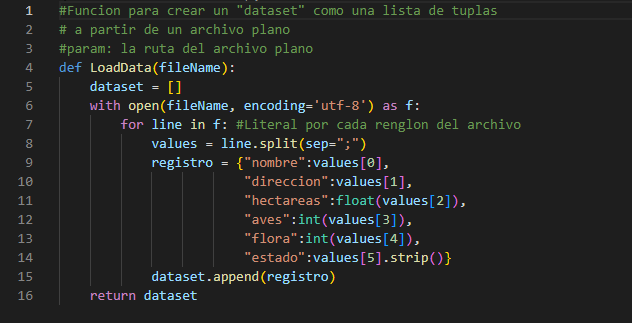 1 #Funcion para crear un "dataset" como una lista de tuplas
2 # a partir de un archivo plano
3 #param: la ruta del archivo plano
4 def LoadData(fileName):
5     dataset = []
6     with open(fileName, encoding='utf-8') as f:
7         for line in f: #Literal por cada renglon del archivo
8             values = line.split(sep=";")
9             registro = {"nombre":values[0],
10                         "direccion":values[1],
11                         "hectareas":float(values[2]),
12                         "aves":int(values[3]),
13                         "flora":int(values[4]),
14                         "estado":values[5].strip()}
15             dataset.append(registro)
16     return dataset